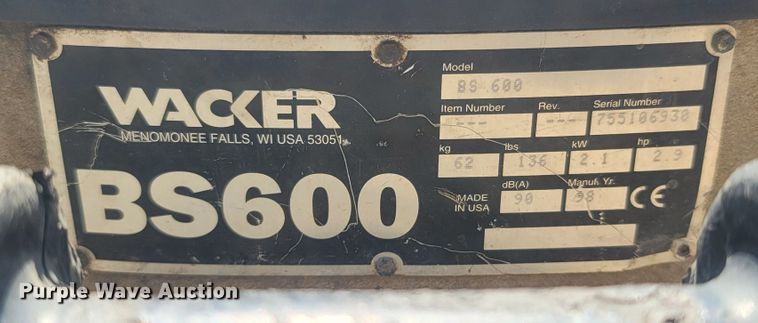 WACKER
MENOMONEE FALLS, WI USA 53051
BS600
Model
BS 600
Item Number Rev. Serial Number
--- --- 755106930
kg lbs kW hp
62 136 2.1 2.9
dB(A) Manuf. Yr.
MADE IN USA 90 98 CE
Purple Wave Auction